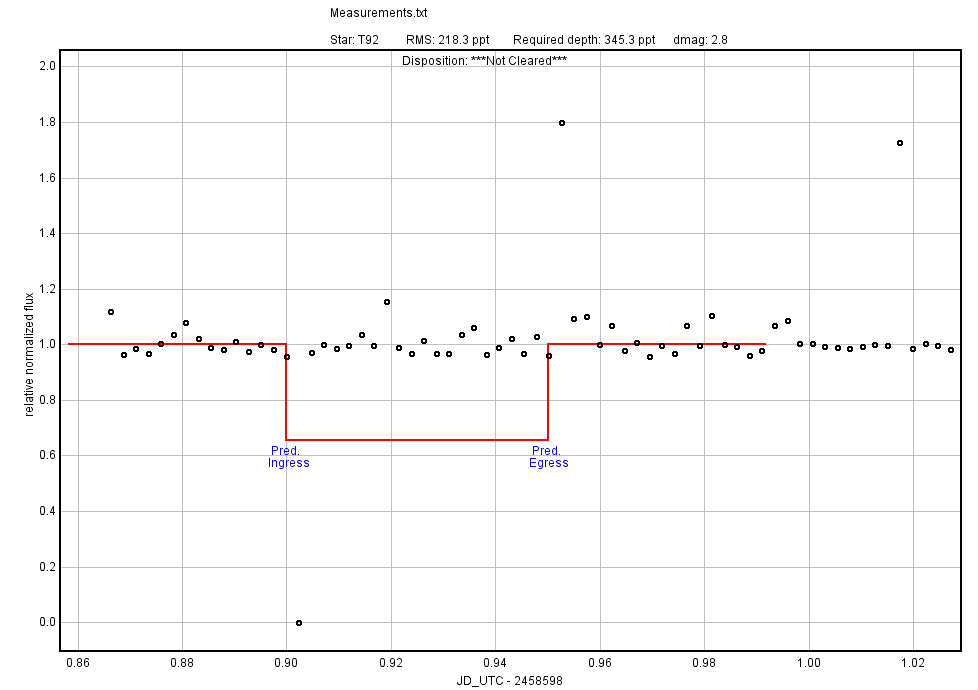 Measurements.txt
Star: T92 RMS: 218.3 ppt Required depth: 345.3 ppt dmag: 2.8
Disposition: ***Not Cleared***
2.0
1.8
1.6
1.4
1.2
1.0
0.8
0.6
0.4
0.2
0.0
relative normalized flux
Pred.
Ingress
Pred.
Egress
0.86 0.88 0.90 0.92 0.94 0.96 0.98 1.00 1.02
JD_UTC - 2458598